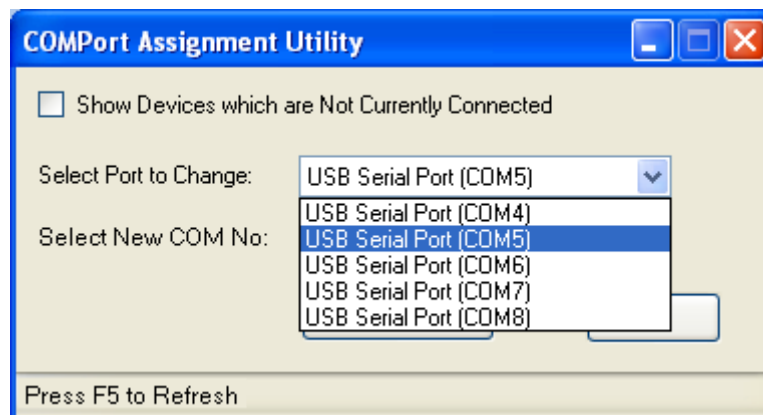 COMPort Assignment Utility
Show Devices which are Not Currently Connected
Select Port to Change:
USB Serial Port (COM5)
USB Serial Port (COM4)
Select New COM No:
USB Serial Port (COM5)
USB Serial Port (COM6)
USB Serial Port (COM7)
USB Serial Port (COM8)
Press F5 to Refresh